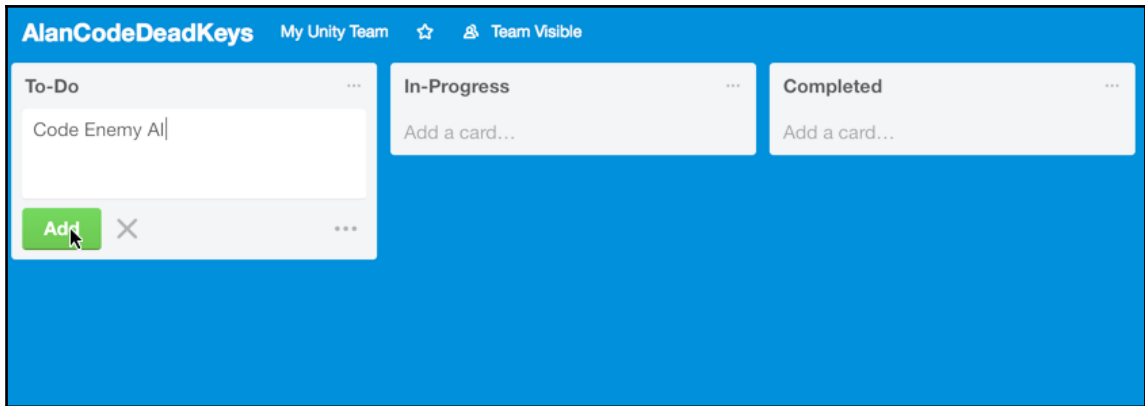 AlanCodeDeadKeys My Unity Team Team Visible
To-Do
Code Enemy AI
Add
In-Progress
Add a card…
Completed
Add a card…